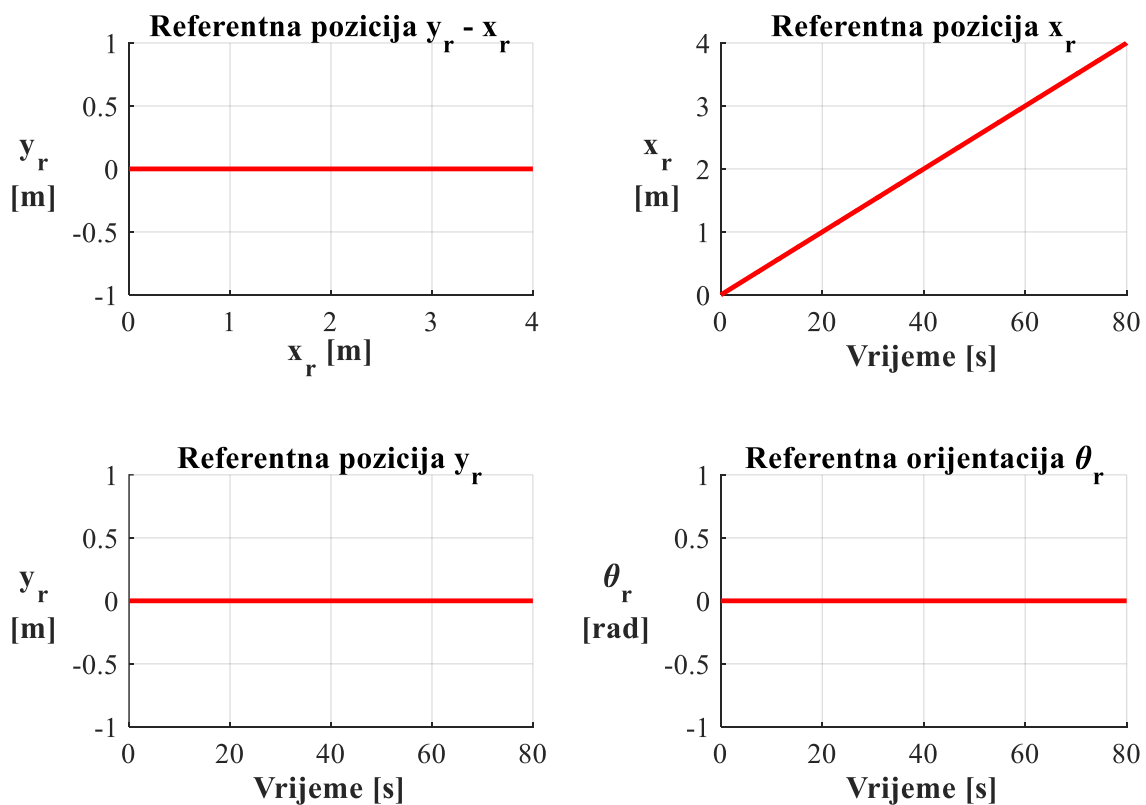 Referentna pozicija y_r - x_r
1
0.5
0
-0.5
-1
y_r
[m]
0 1 2 3 4
x_r [m]
Referentna pozicija x_r
4
3
2
1
0
x_r
[m]
0 20 40 60 80
Vrijeme [s]
Referentna pozicija y_r
1
0.5
0
-0.5
-1
y_r
[m]
0 20 40 60 80
Vrijeme [s]
Referentna orijentacija θ_r
1
0.5
0
-0.5
-1
θ_r
[rad]
0 20 40 60 80
Vrijeme [s]